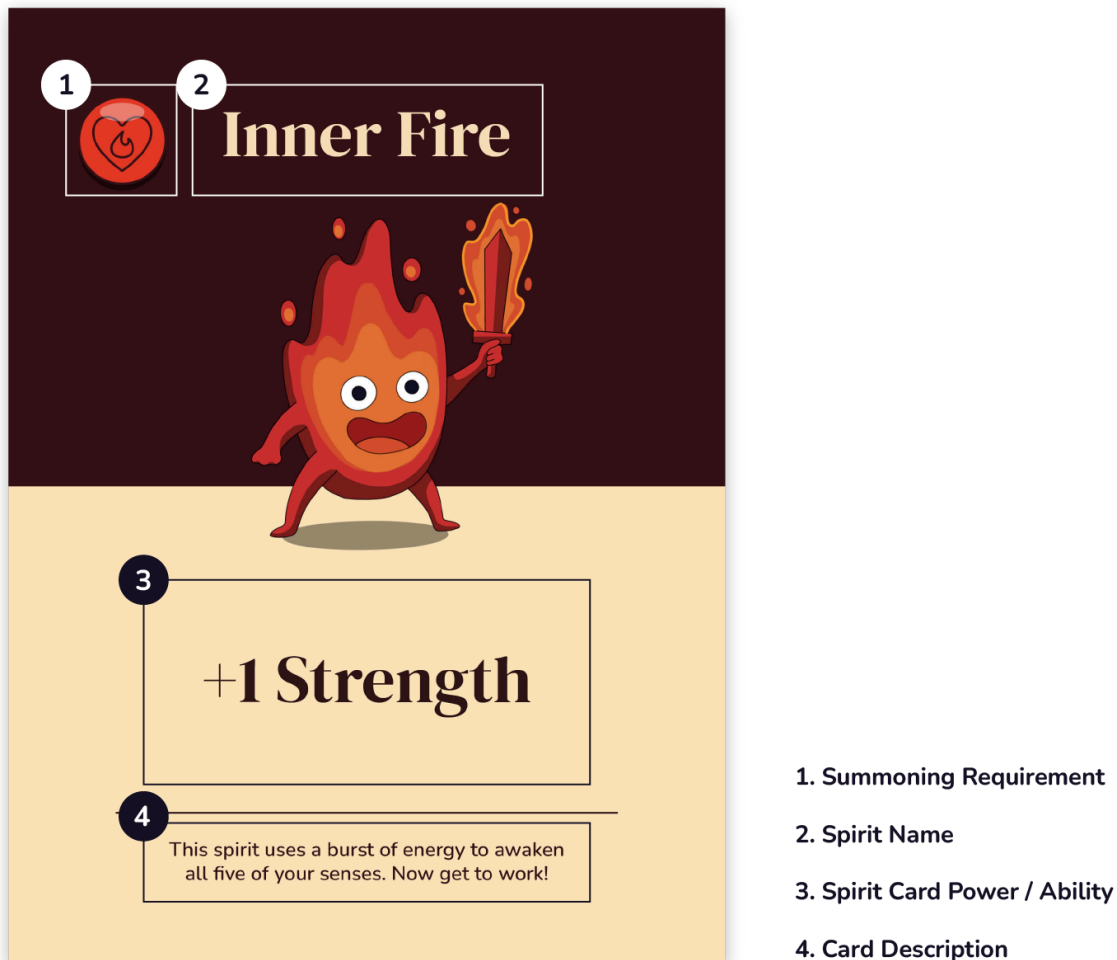 1
2
Inner Fire
3
+1 Strength
4
This spirit uses a burst of energy to awaken
all five of your senses. Now get to work!
1. Summoning Requirement
2. Spirit Name
3. Spirit Card Power / Ability
4. Card Description